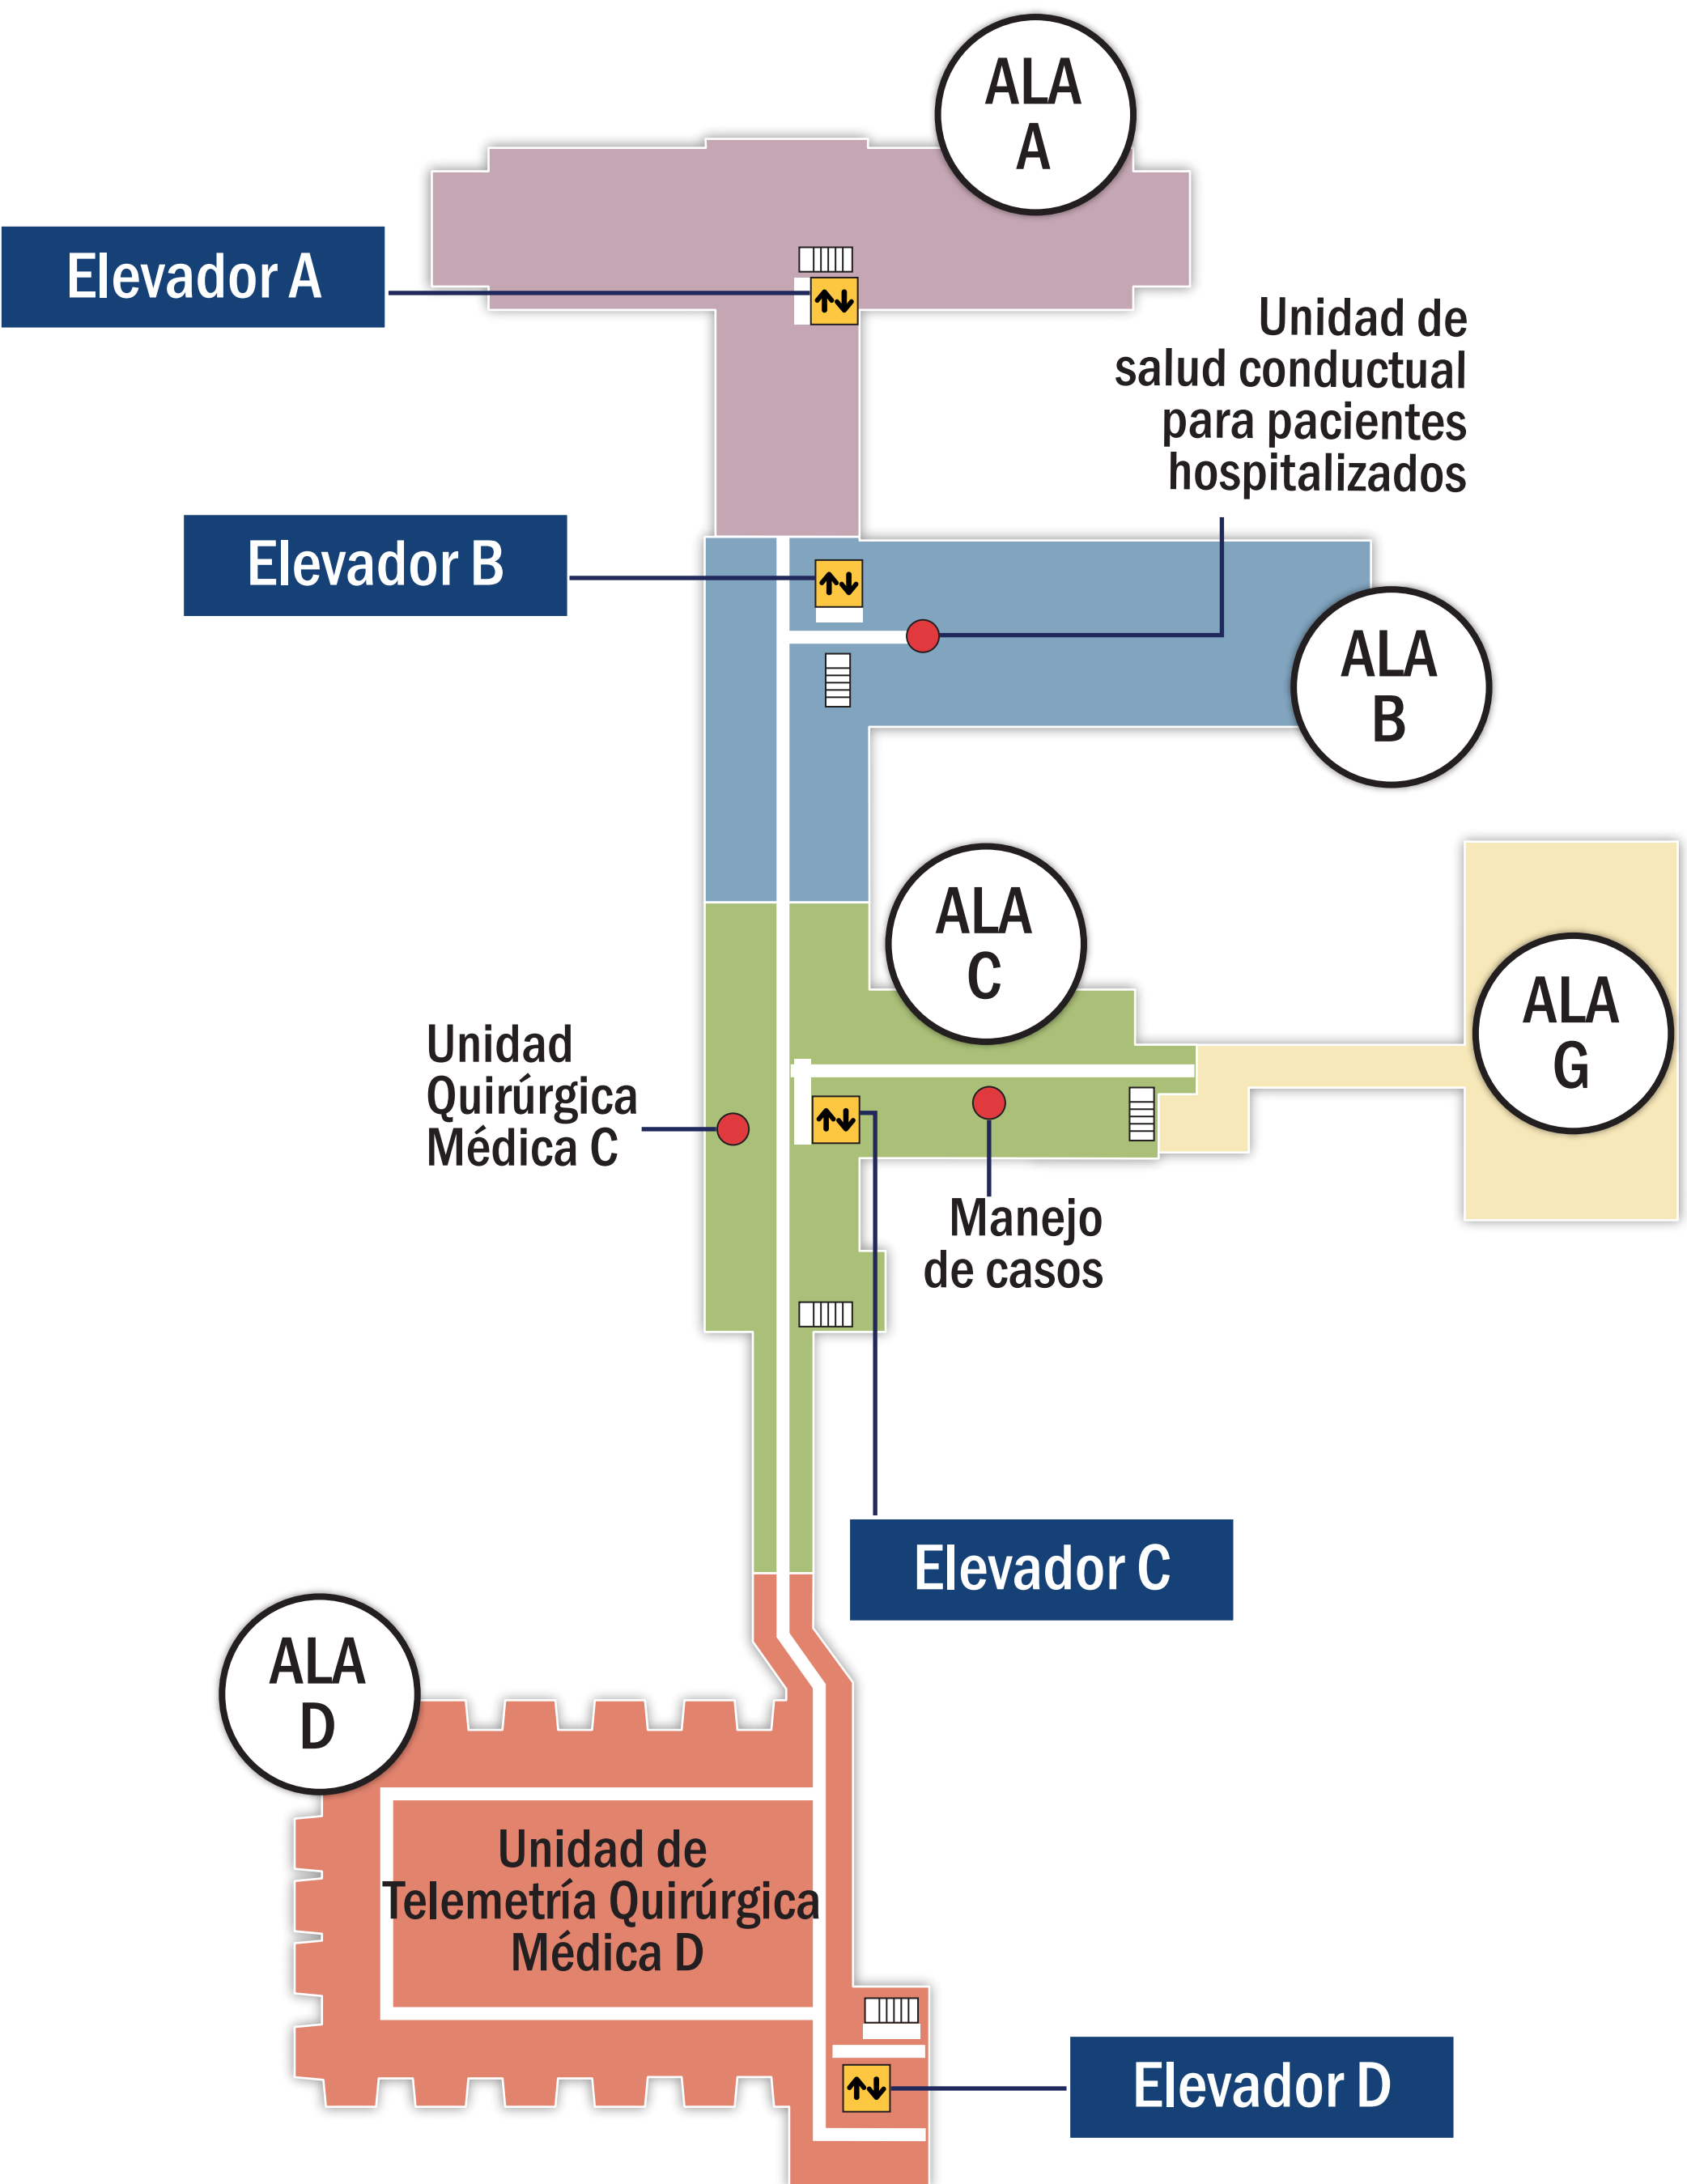 ALA
A
Elevador A
Unidad de
salud conductual
para pacientes
hospitalizados
Elevador B
ALA
B
ALA
C
ALA
G
Unidad
Quirúrgica
Médica C
Manejo
de casos
Elevador C
ALA
D
Unidad de
Telemetría Quirúrgica
Médica D
Elevador D